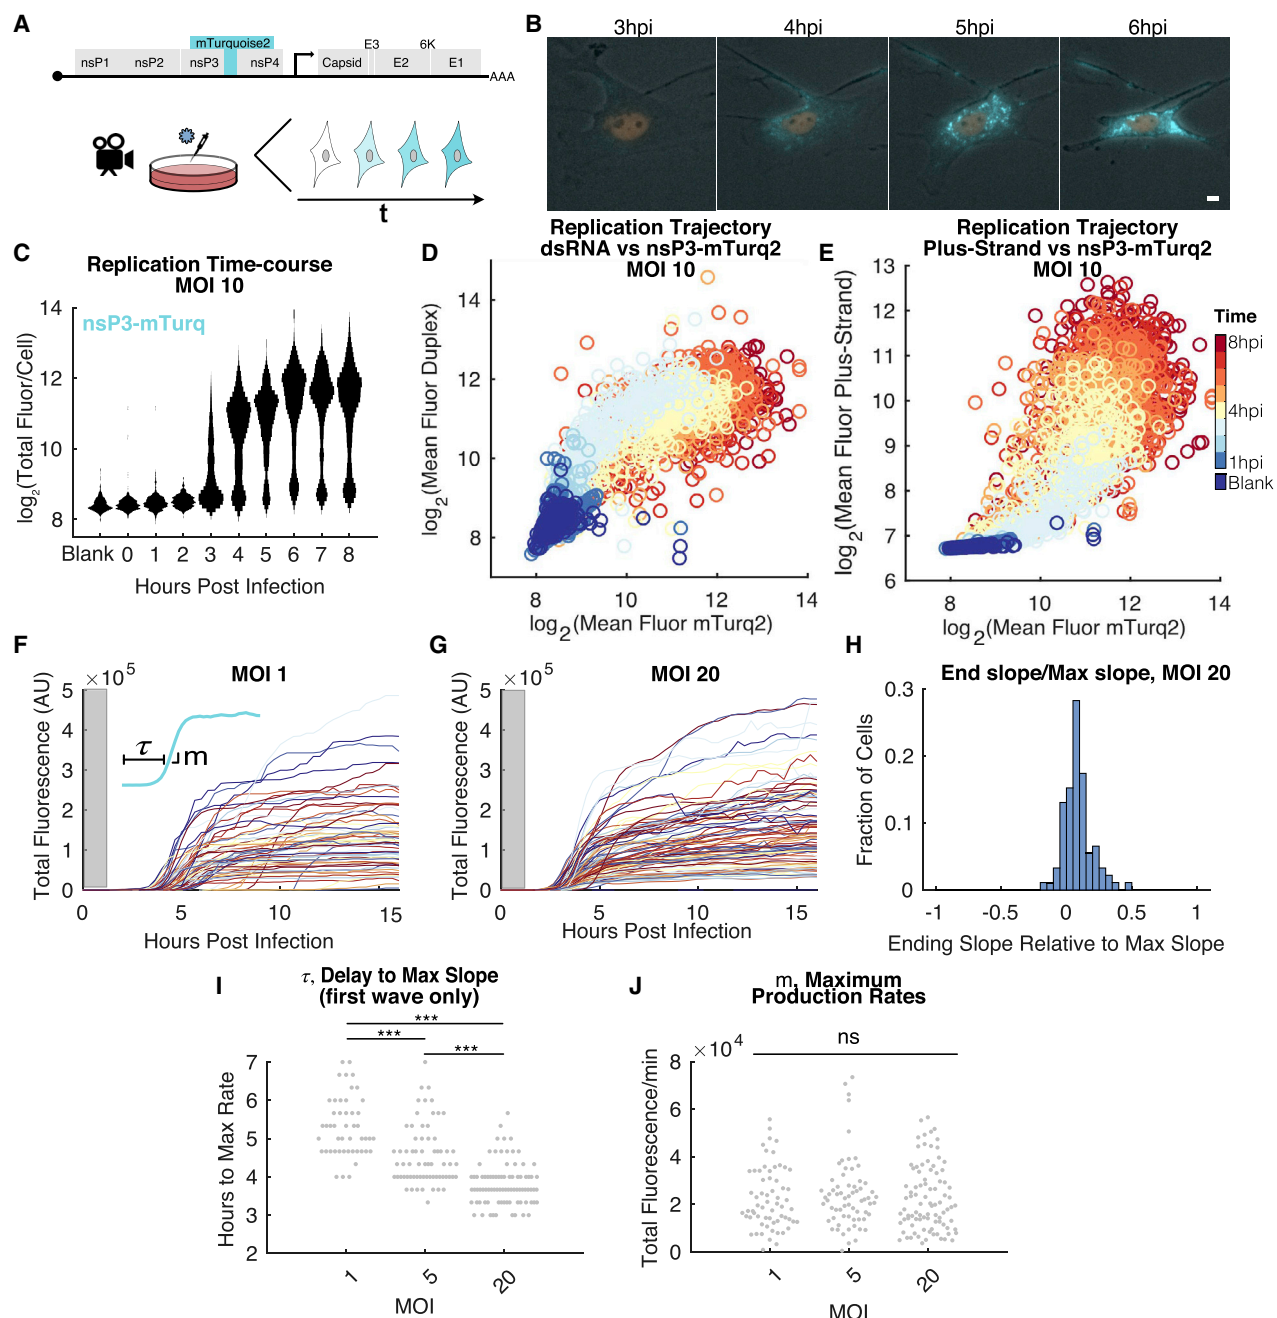 A
mTurquoise2
nsP1 nsP2 nsP3 nsP4 Capsid E3 E2 6K E1
AAA
t
B
3hpi 4hpi 5hpi 6hpi
C
Replication Time-course
MOI 10
nsP3-mTurq
log2(Total Fluor/Cell)
14
12
10
8
Blank 0 1 2 3 4 5 6 7 8
Hours Post Infection
D
Replication Trajectory
dsRNA vs nsP3-mTurq2
MOI 10
log2(Mean Fluor Duplex)
14
12
10
8
8 10 12 14
log2(Mean Fluor mTurq2)
E
Replication Trajectory
Plus-Strand vs nsP3-mTurq2
MOI 10
log2(Mean Fluor Plus-Strand)
13
12
11
10
9
8
7
6
8 10 12 14
log2(Mean Fluor mTurq2)
Time
8hpi
4hpi
1hpi
Blank
F
MOI 1
×10^5
Total Fluorescence (AU)
5
4
3
2
1
0
τ
m
0 5 10 15
Hours Post Infection
G
MOI 20
×10^5
Total Fluorescence (AU)
5
4
3
2
1
0
0 5 10 15
Hours Post Infection
H
End slope/Max slope, MOI 20
Fraction of Cells
0.3
0.1
0
-1 -0.5 0 0.5 1
Ending Slope Relative to Max Slope
I
τ, Delay to Max Slope
(first wave only)
***
***
***
Hours to Max Rate
7
6
5
4
3
2
1 5 20
MOI
J
m, Maximum
Production Rates
×10^4
ns
Total Fluorescence/min
8
6
4
2
0
1 5 20
MOI